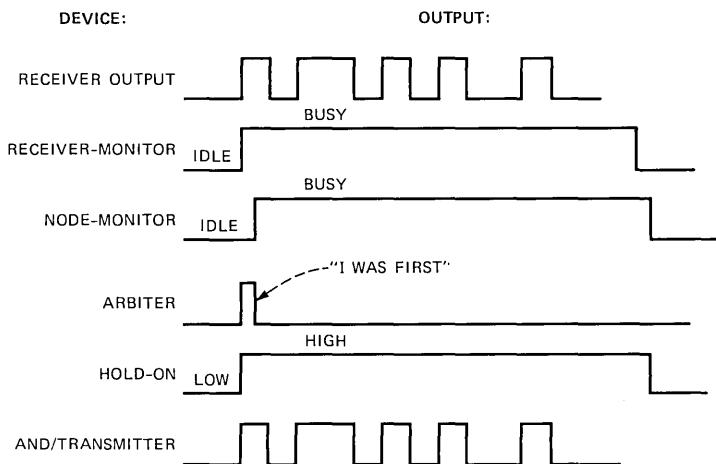 DEVICE: OUTPUT:
RECEIVER OUTPUT
BUSY
RECEIVER-MONITOR IDLE
BUSY
NODE-MONITOR IDLE
"I WAS FIRST"
ARBITER
HIGH
HOLD-ON LOW
AND/TRANSMITTER